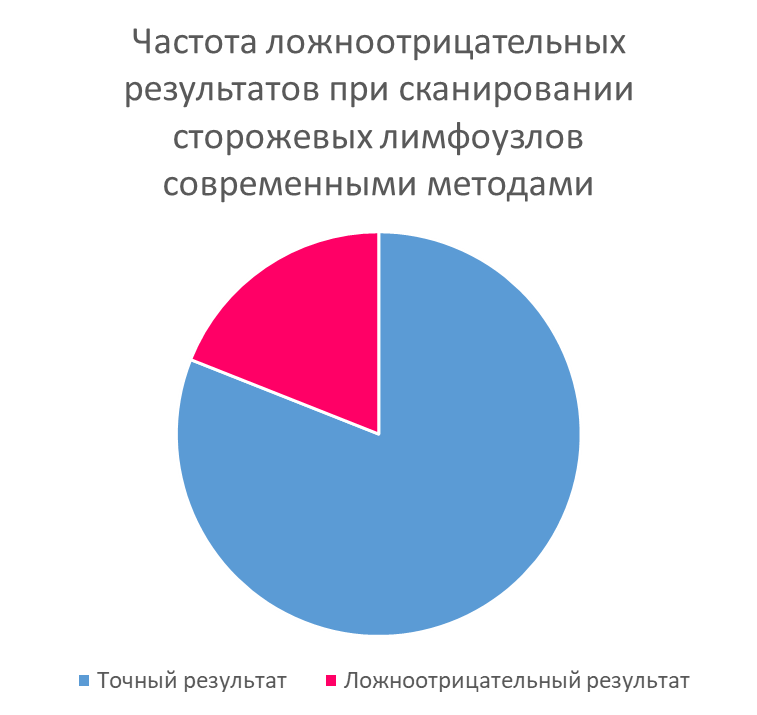 Частота ложноотрицательных
результатов при сканировании
сторожевых лимфоузлов
современными методами
Точный результат
Ложноотрицательный результат